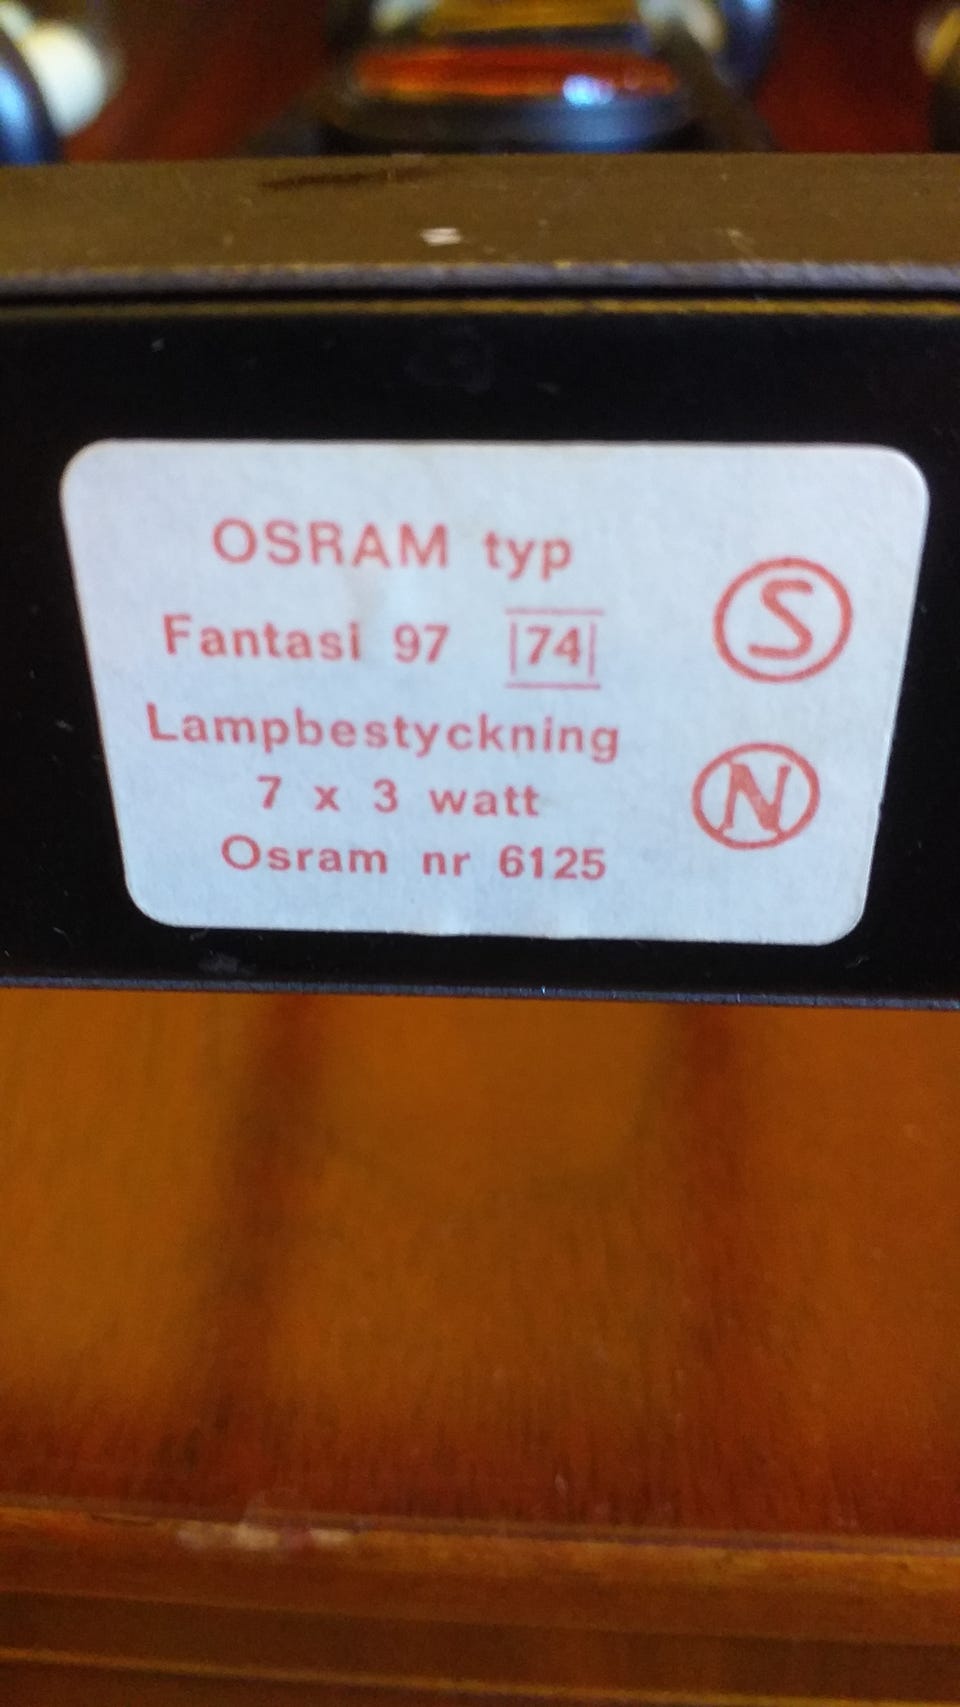 OSRAM typ
Fantasi 97 |74|
Lampbestyckning
7 x 3 watt
Osram nr 6125
S
N